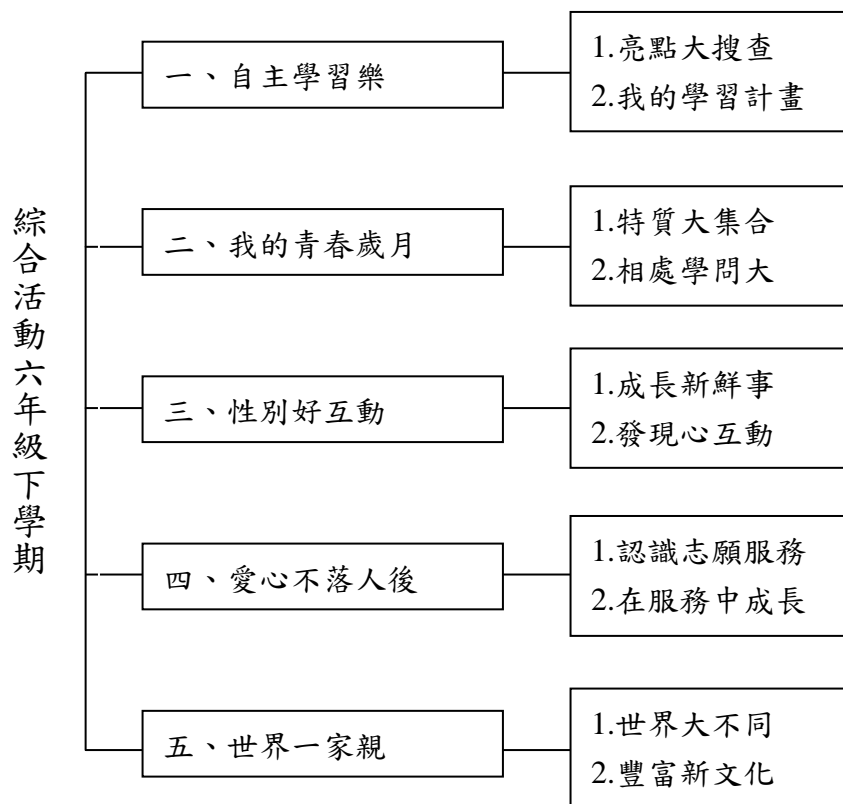 綜合活動六年級下學期
一、自主學習樂
1.亮點大搜查
2.我的學習計畫
二、我的青春歲月
1.特質大集合
2.相處學問大
三、性別好互動
1.成長新鮮事
2.發現心互動
四、愛心不落人後
1.認識志願服務
2.在服務中成長
五、世界一家親
1.世界大不同
2.豐富新文化